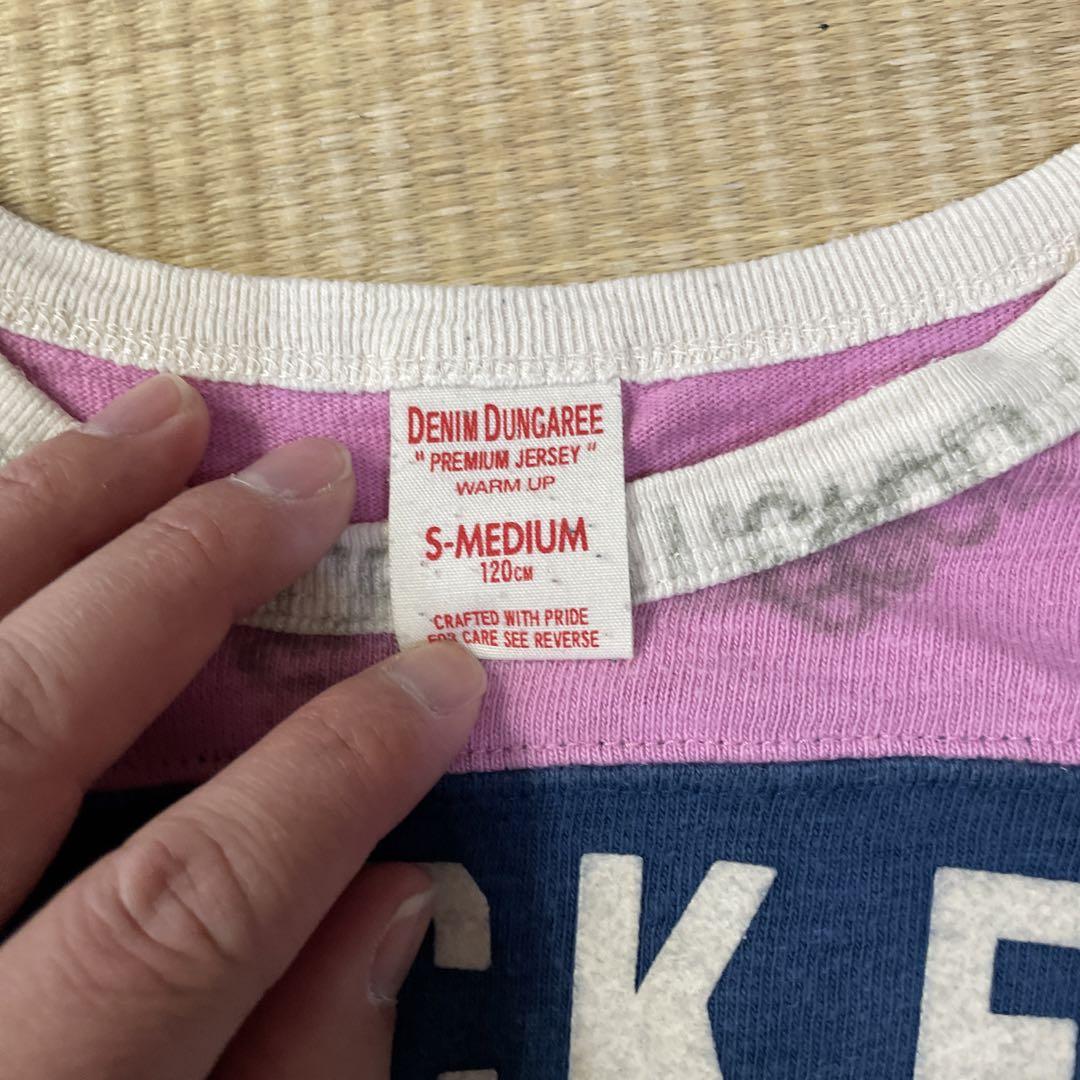 DENIM DUNGAREE
"PREMIUM JERSEY"
WARM UP
S-MEDIUM
120CM
CRAFTED WITH PRIDE
FOR CARE SEE REVERSE
CKE